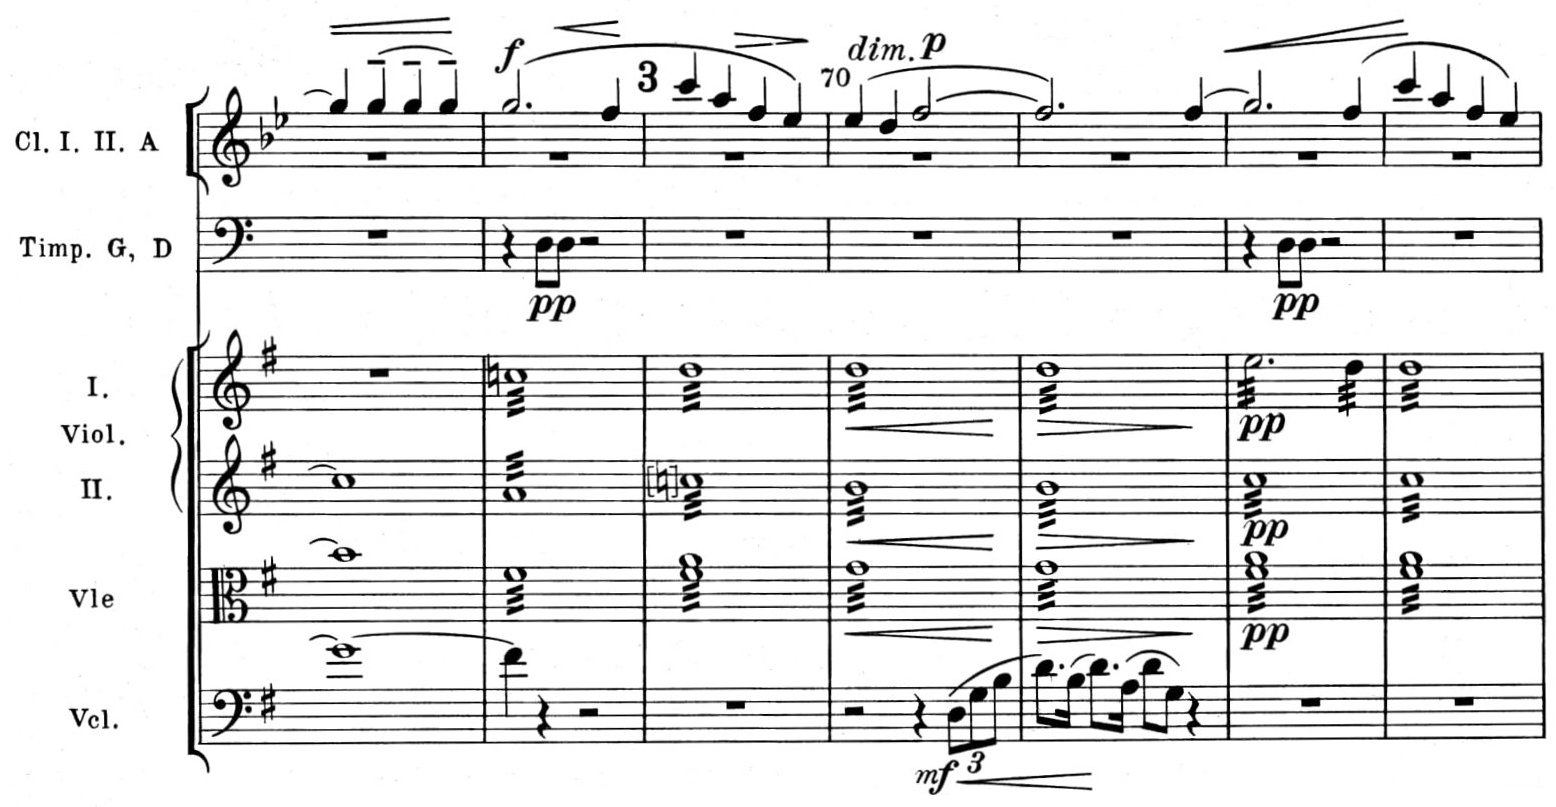 f
dim. p
3
70
Cl. I. II. A
Timp. G, D
pp
pp
I.
Viol.
pp
II.
pp
Vle
pp
Vcl.
mf 3